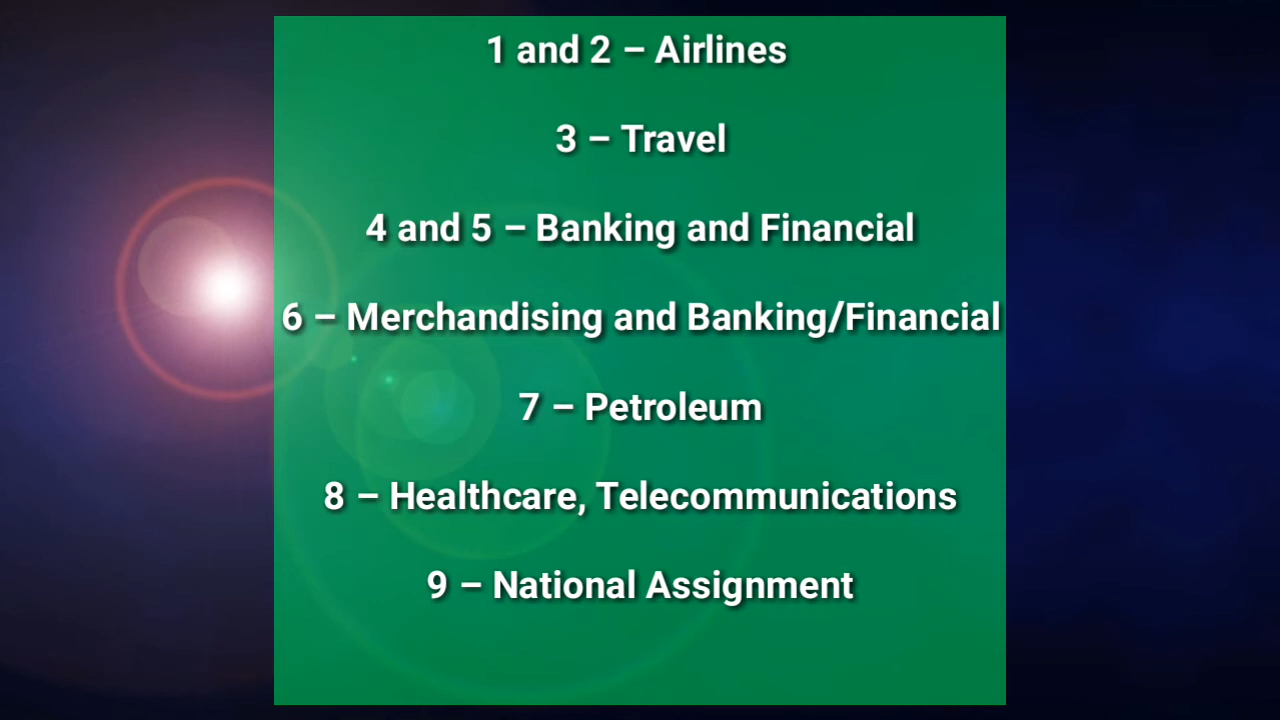 1 and 2 – Airlines
3 – Travel
4 and 5 – Banking and Financial
6 – Merchandising and Banking/Financial
7 – Petroleum
8 – Healthcare, Telecommunications
9 – National Assignment